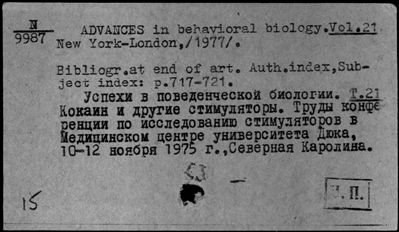 N
9987
ADVANCES in behavioral biology.Vol.21
New York-London,/1977/.
Bibliogr.at end of art. Auth.index,Sub-
ject index: p.717-721.
Успехи в поведенческой биологии. Т.21
Кокаин и другие стимуляторы. Труды конфе
ренции по исследованию стимуляторов в
Медицинском центре университета Дюка,
10-12 ноября 1975 г.,Северная Каролина.
15
П.